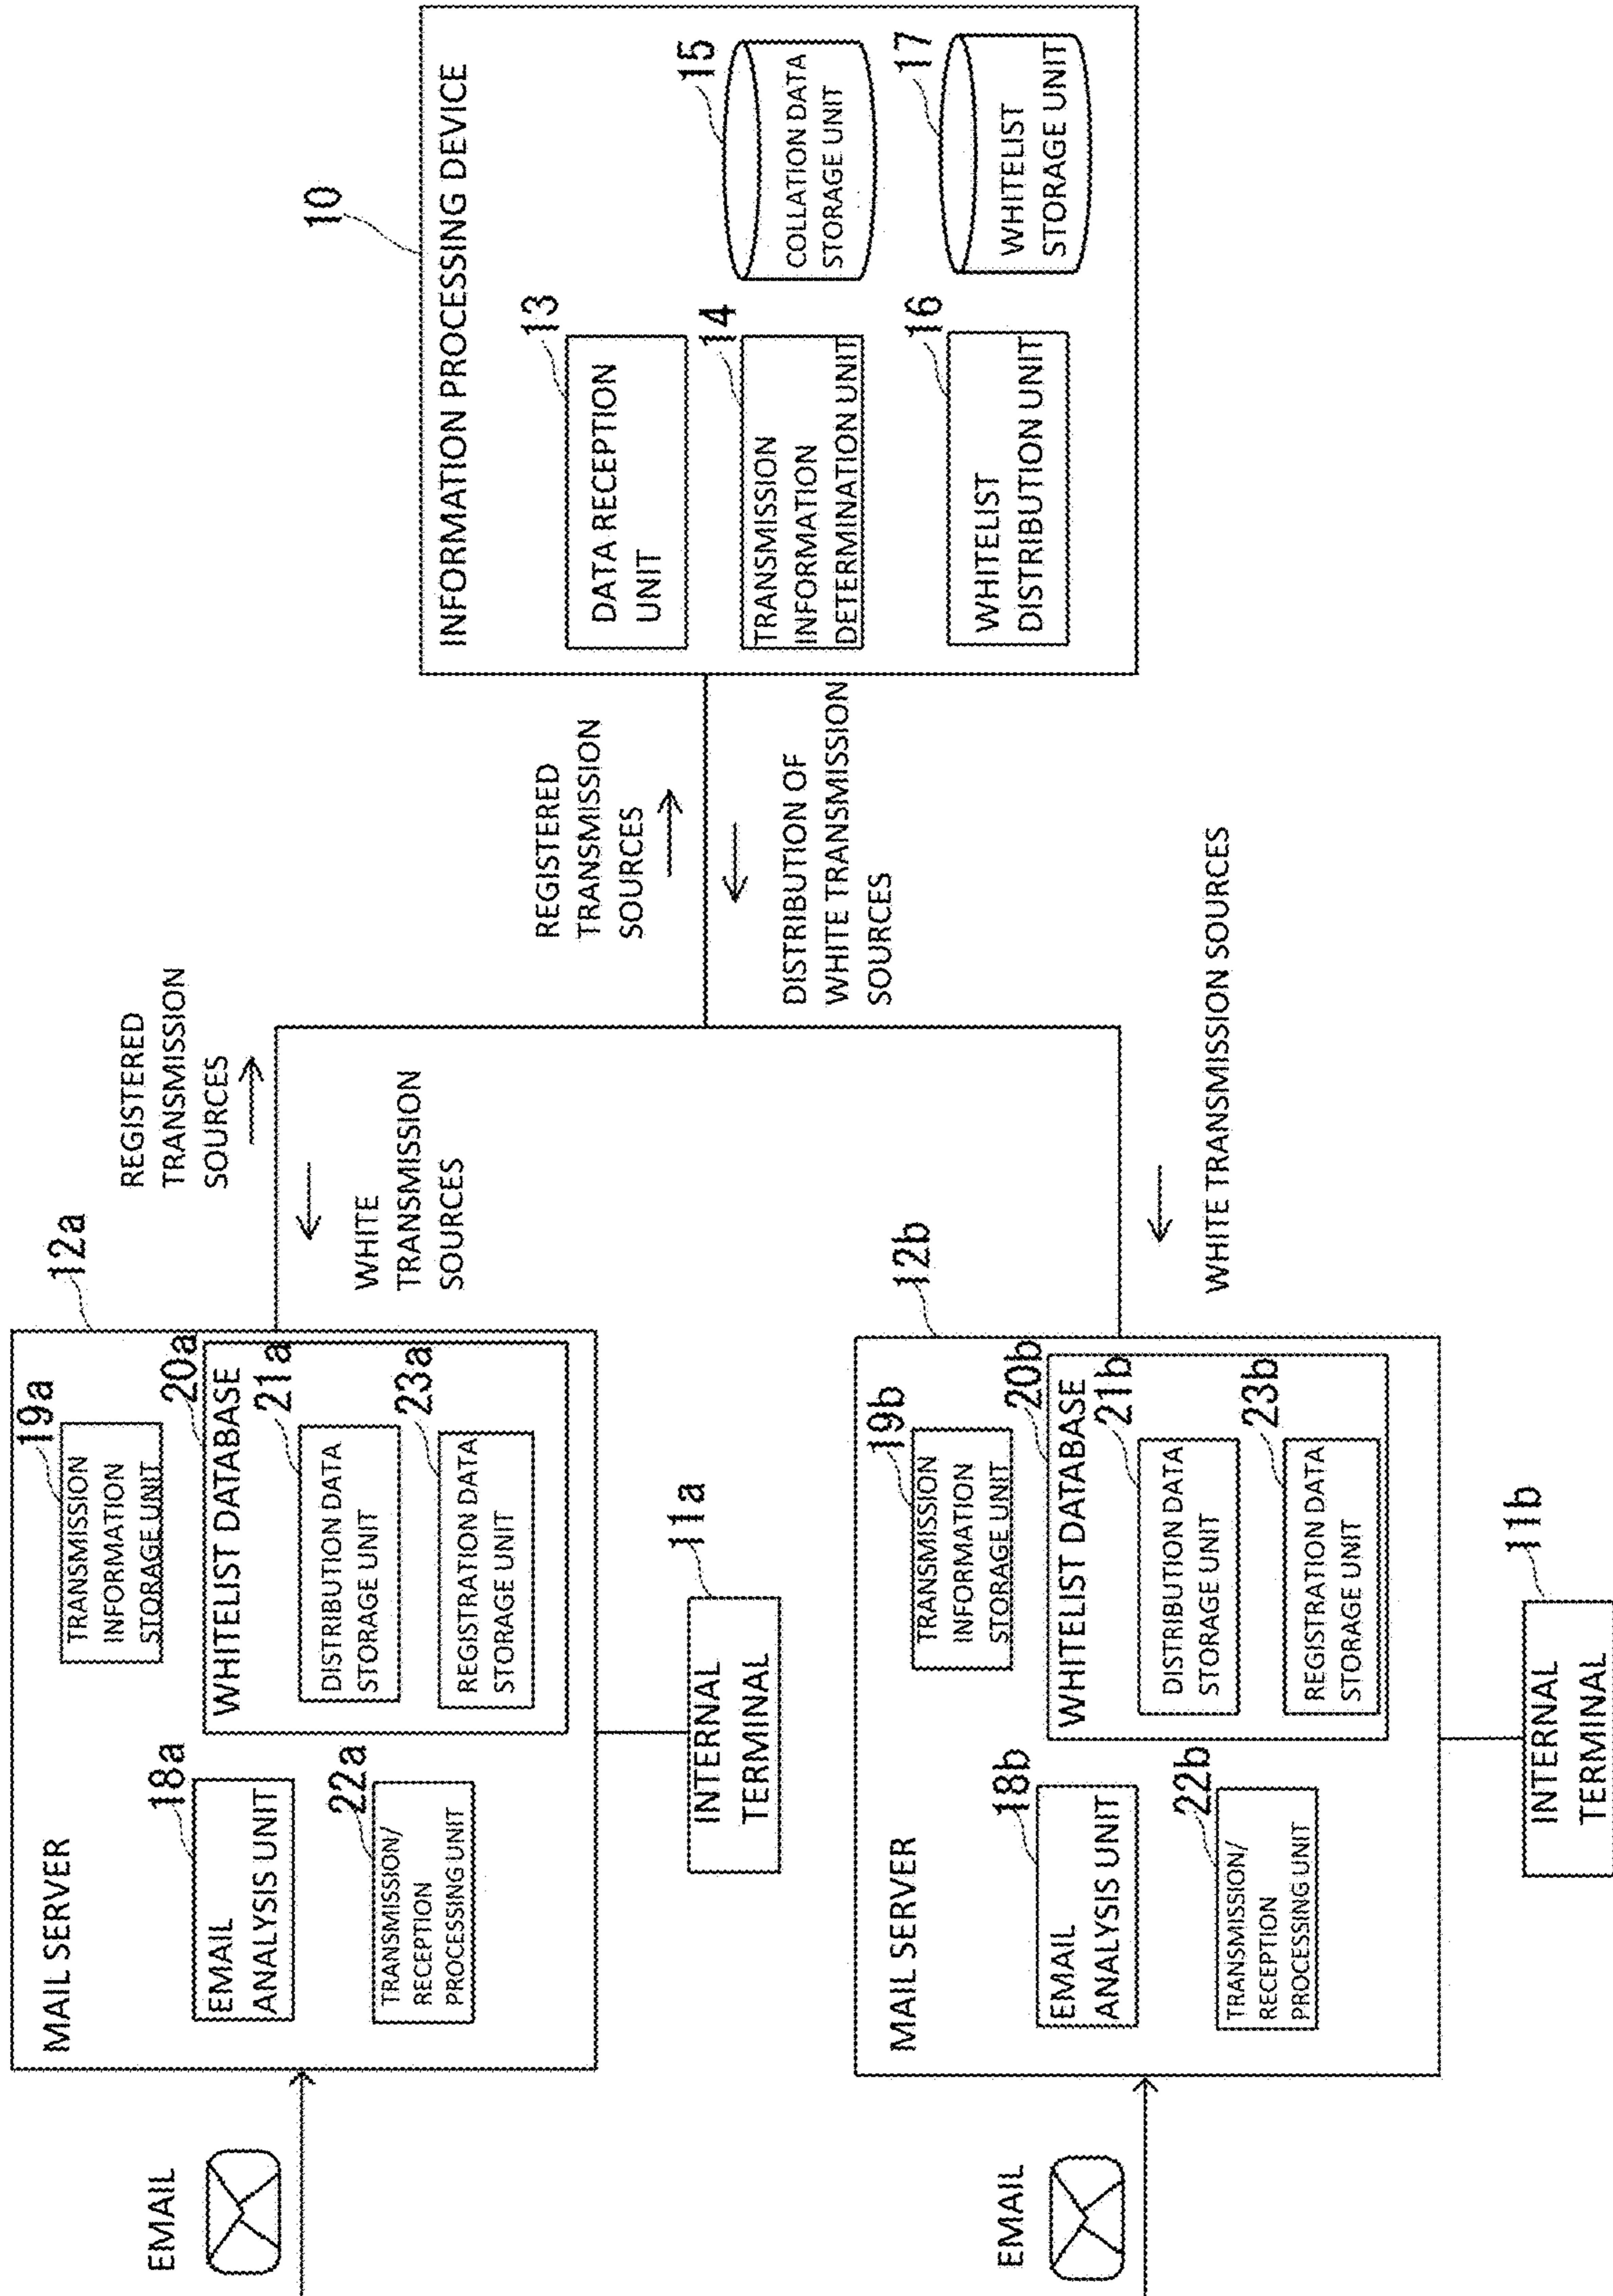 EMAIL
MAIL SERVER
12a
18a
EMAIL
ANALYSIS UNIT
22a
TRANSMISSION/
RECEPTION
PROCESSING UNIT
19a
TRANSMISSION
INFORMATION
STORAGE UNIT
20a
WHITELIST DATABASE
21a
DISTRIBUTION DATA
STORAGE UNIT
23a
REGISTRATION DATA
STORAGE UNIT
11a
INTERNAL
TERMINAL
REGISTERED
TRANSMISSION
SOURCES
WHITE
TRANSMISSION
SOURCES
REGISTERED
TRANSMISSION
SOURCES
DISTRIBUTION OF
WHITE TRANSMISSION
SOURCES
10
INFORMATION PROCESSING DEVICE
13
DATA RECEPTION
UNIT
14
TRANSMISSION
INFORMATION
DETERMINATION UNIT
16
WHITELIST
DISTRIBUTION UNIT
15
COLLATION DATA
STORAGE UNIT
17
WHITELIST
STORAGE UNIT
EMAIL
MAIL SERVER
12b
18b
EMAIL
ANALYSIS UNIT
22b
TRANSMISSION/
RECEPTION
PROCESSING UNIT
19b
TRANSMISSION
INFORMATION
STORAGE UNIT
20b
WHITELIST DATABASE
21b
DISTRIBUTION DATA
STORAGE UNIT
23b
REGISTRATION DATA
STORAGE UNIT
11b
INTERNAL
TERMINAL
WHITE TRANSMISSION SOURCES